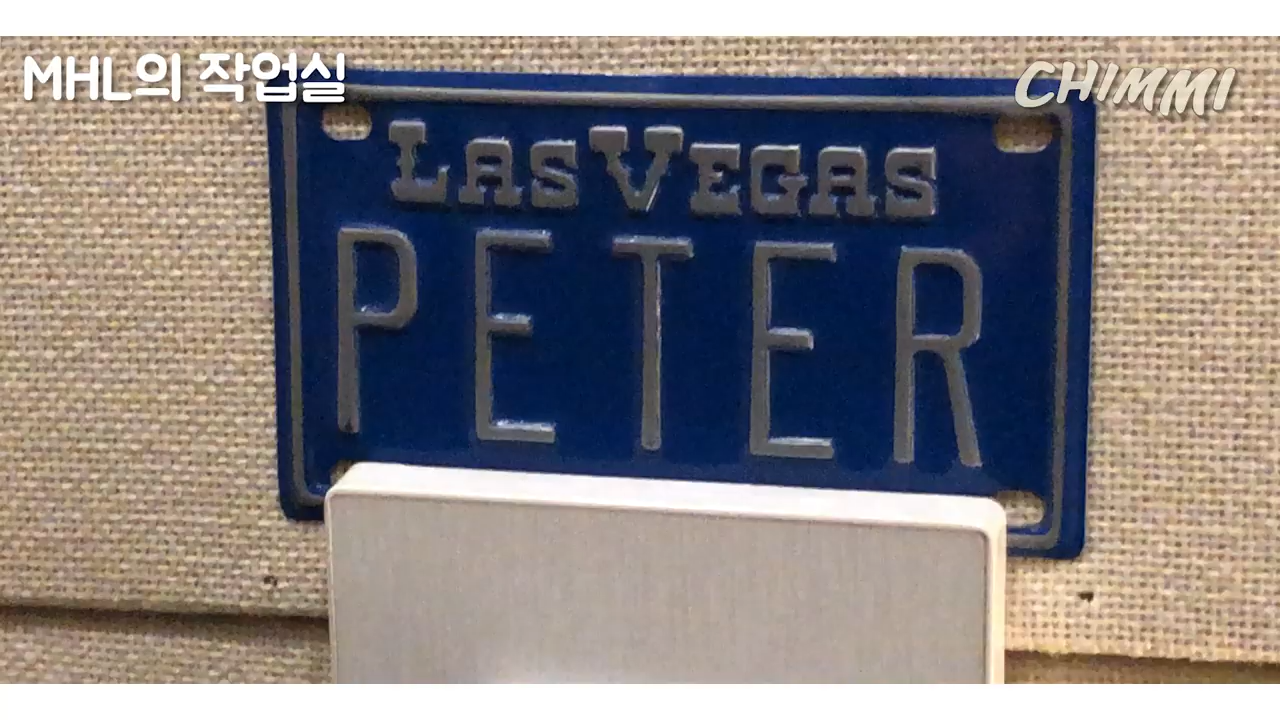 MHL의 작업실
CHIMMI
LAS VEGAS
PETER